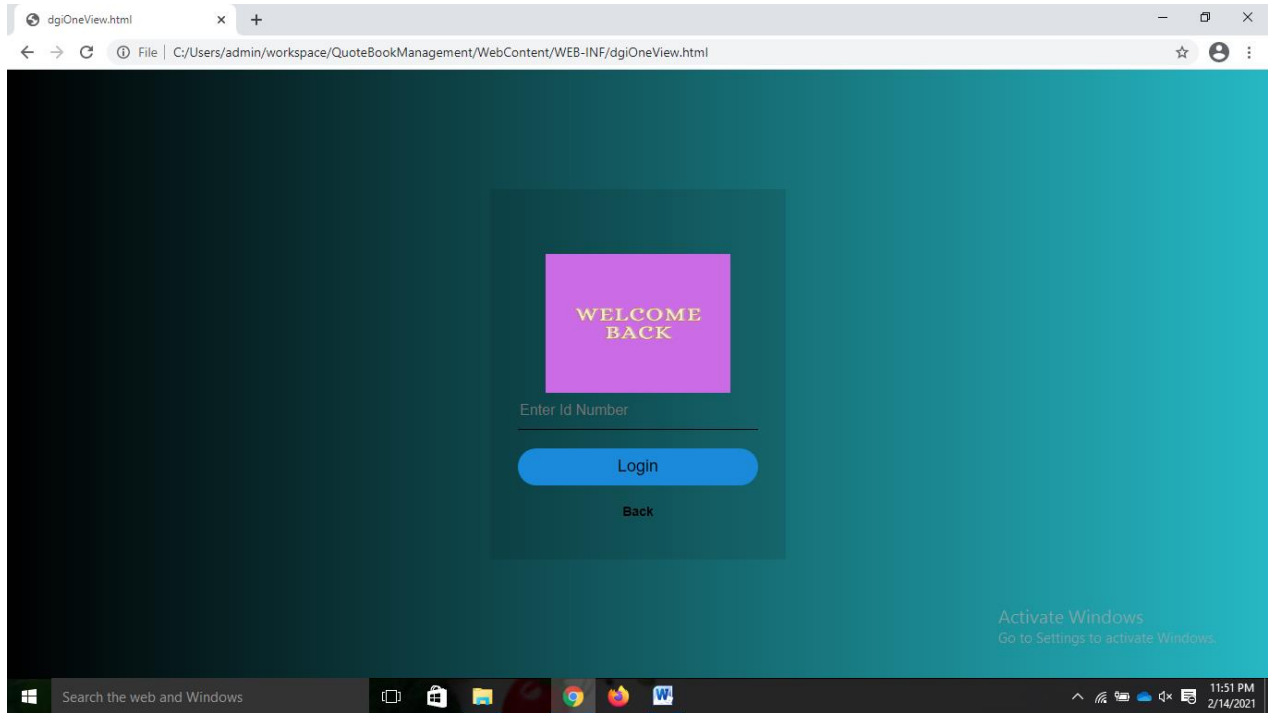 dgiOneView.html
File | C:/Users/admin/workspace/QuoteBookManagement/WebContent/WEB-INF/dgiOneView.html
WELCOME
BACK
Enter Id Number
Login
Back
Activate Windows
Go to Settings to activate Windows.
Search the web and Windows
11:51 PM
2/14/2021